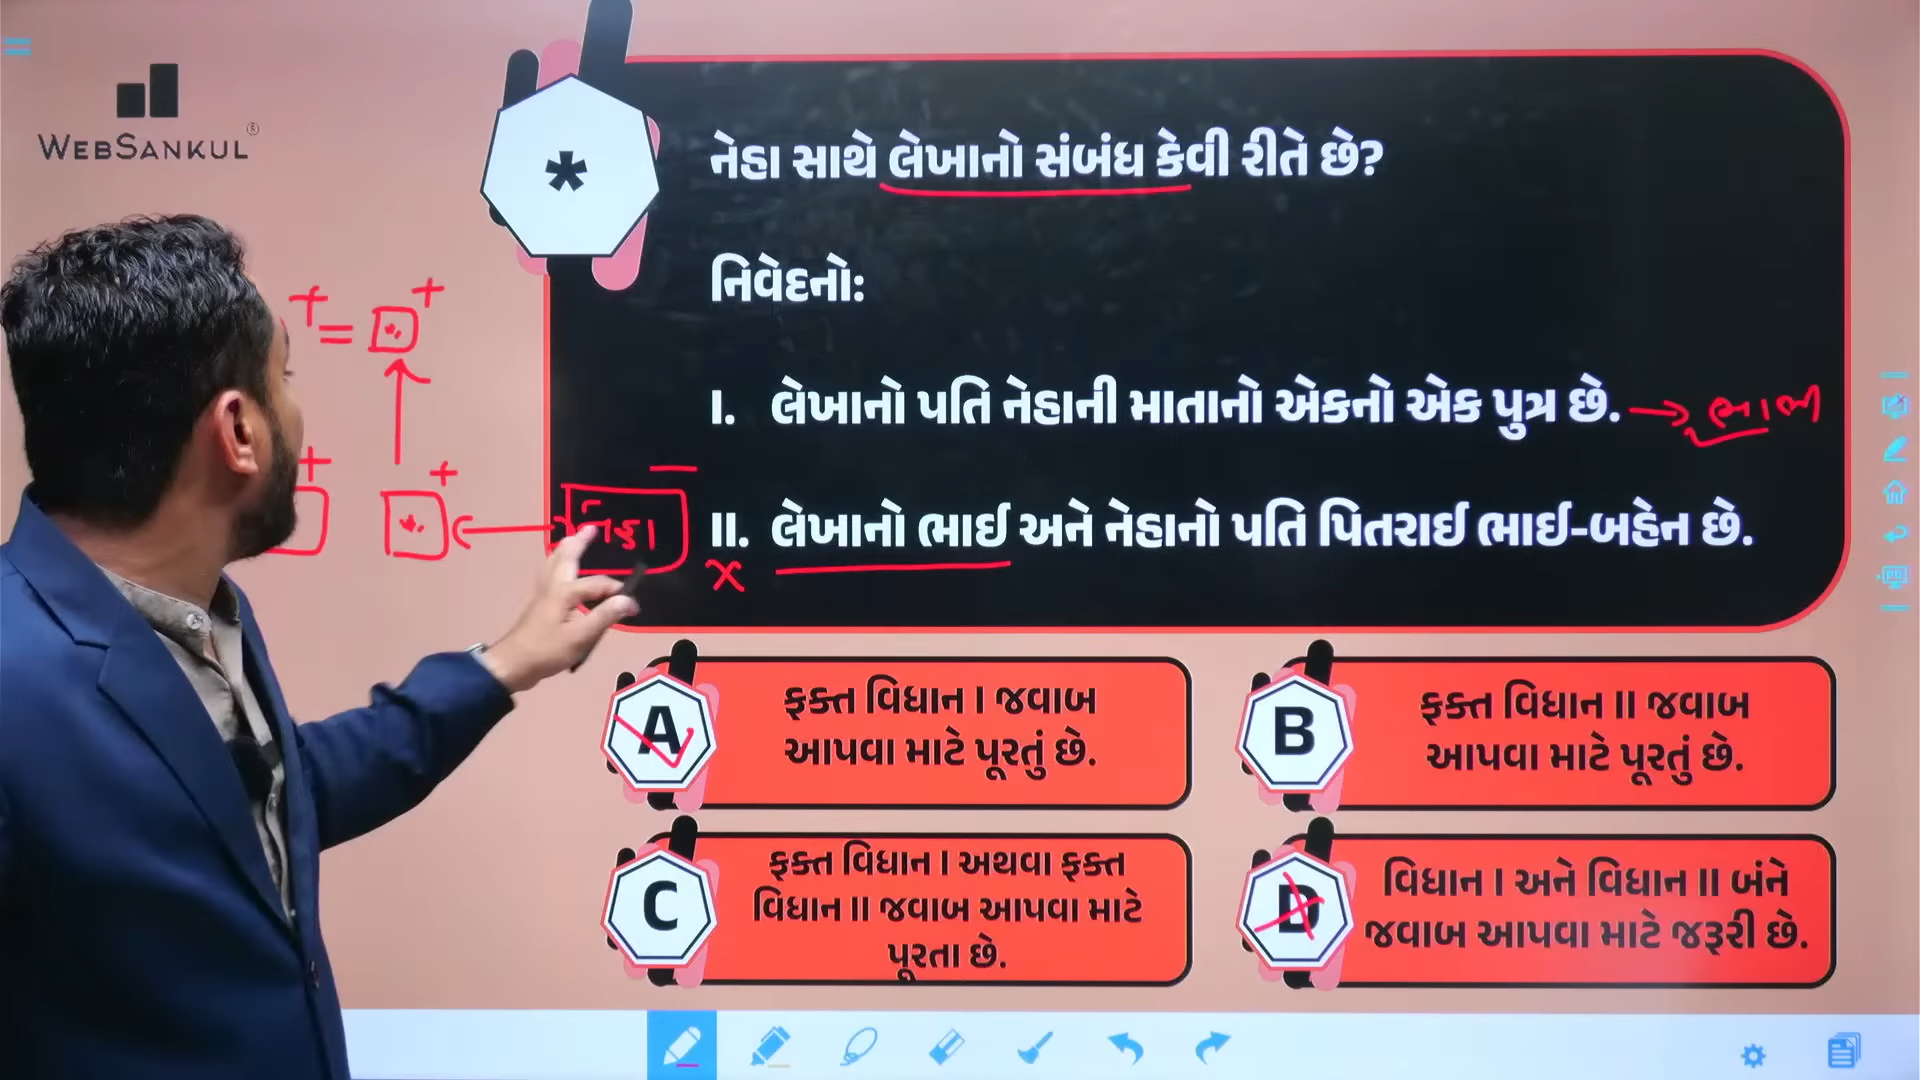 WEBSANKUL
®
*
નેહા સાથે લેખાનો સંબંધ કેવી રીતે છે?
નિવેદનો:
I. લેખાનો પતિ નેહાની માતાનો એકનો એક પુત્ર છે. → ભાભી
II. લેખાનો ભાઈ અને નેહાનો પતિ પિતરાઈ ભાઈ-બહેન છે.
x
+ = +
+ + −
નેહા
A ફક્ત વિધાન I જવાબ
આપવા માટે પૂરતું છે.
B ફક્ત વિધાન II જવાબ
આપવા માટે પૂરતું છે.
C ફક્ત વિધાન I અથવા ફક્ત
વિધાન II જવાબ આપવા માટે
પૂરતા છે.
D વિધાન I અને વિધાન II બંને
જવાબ આપવા માટે જરૂરી છે.